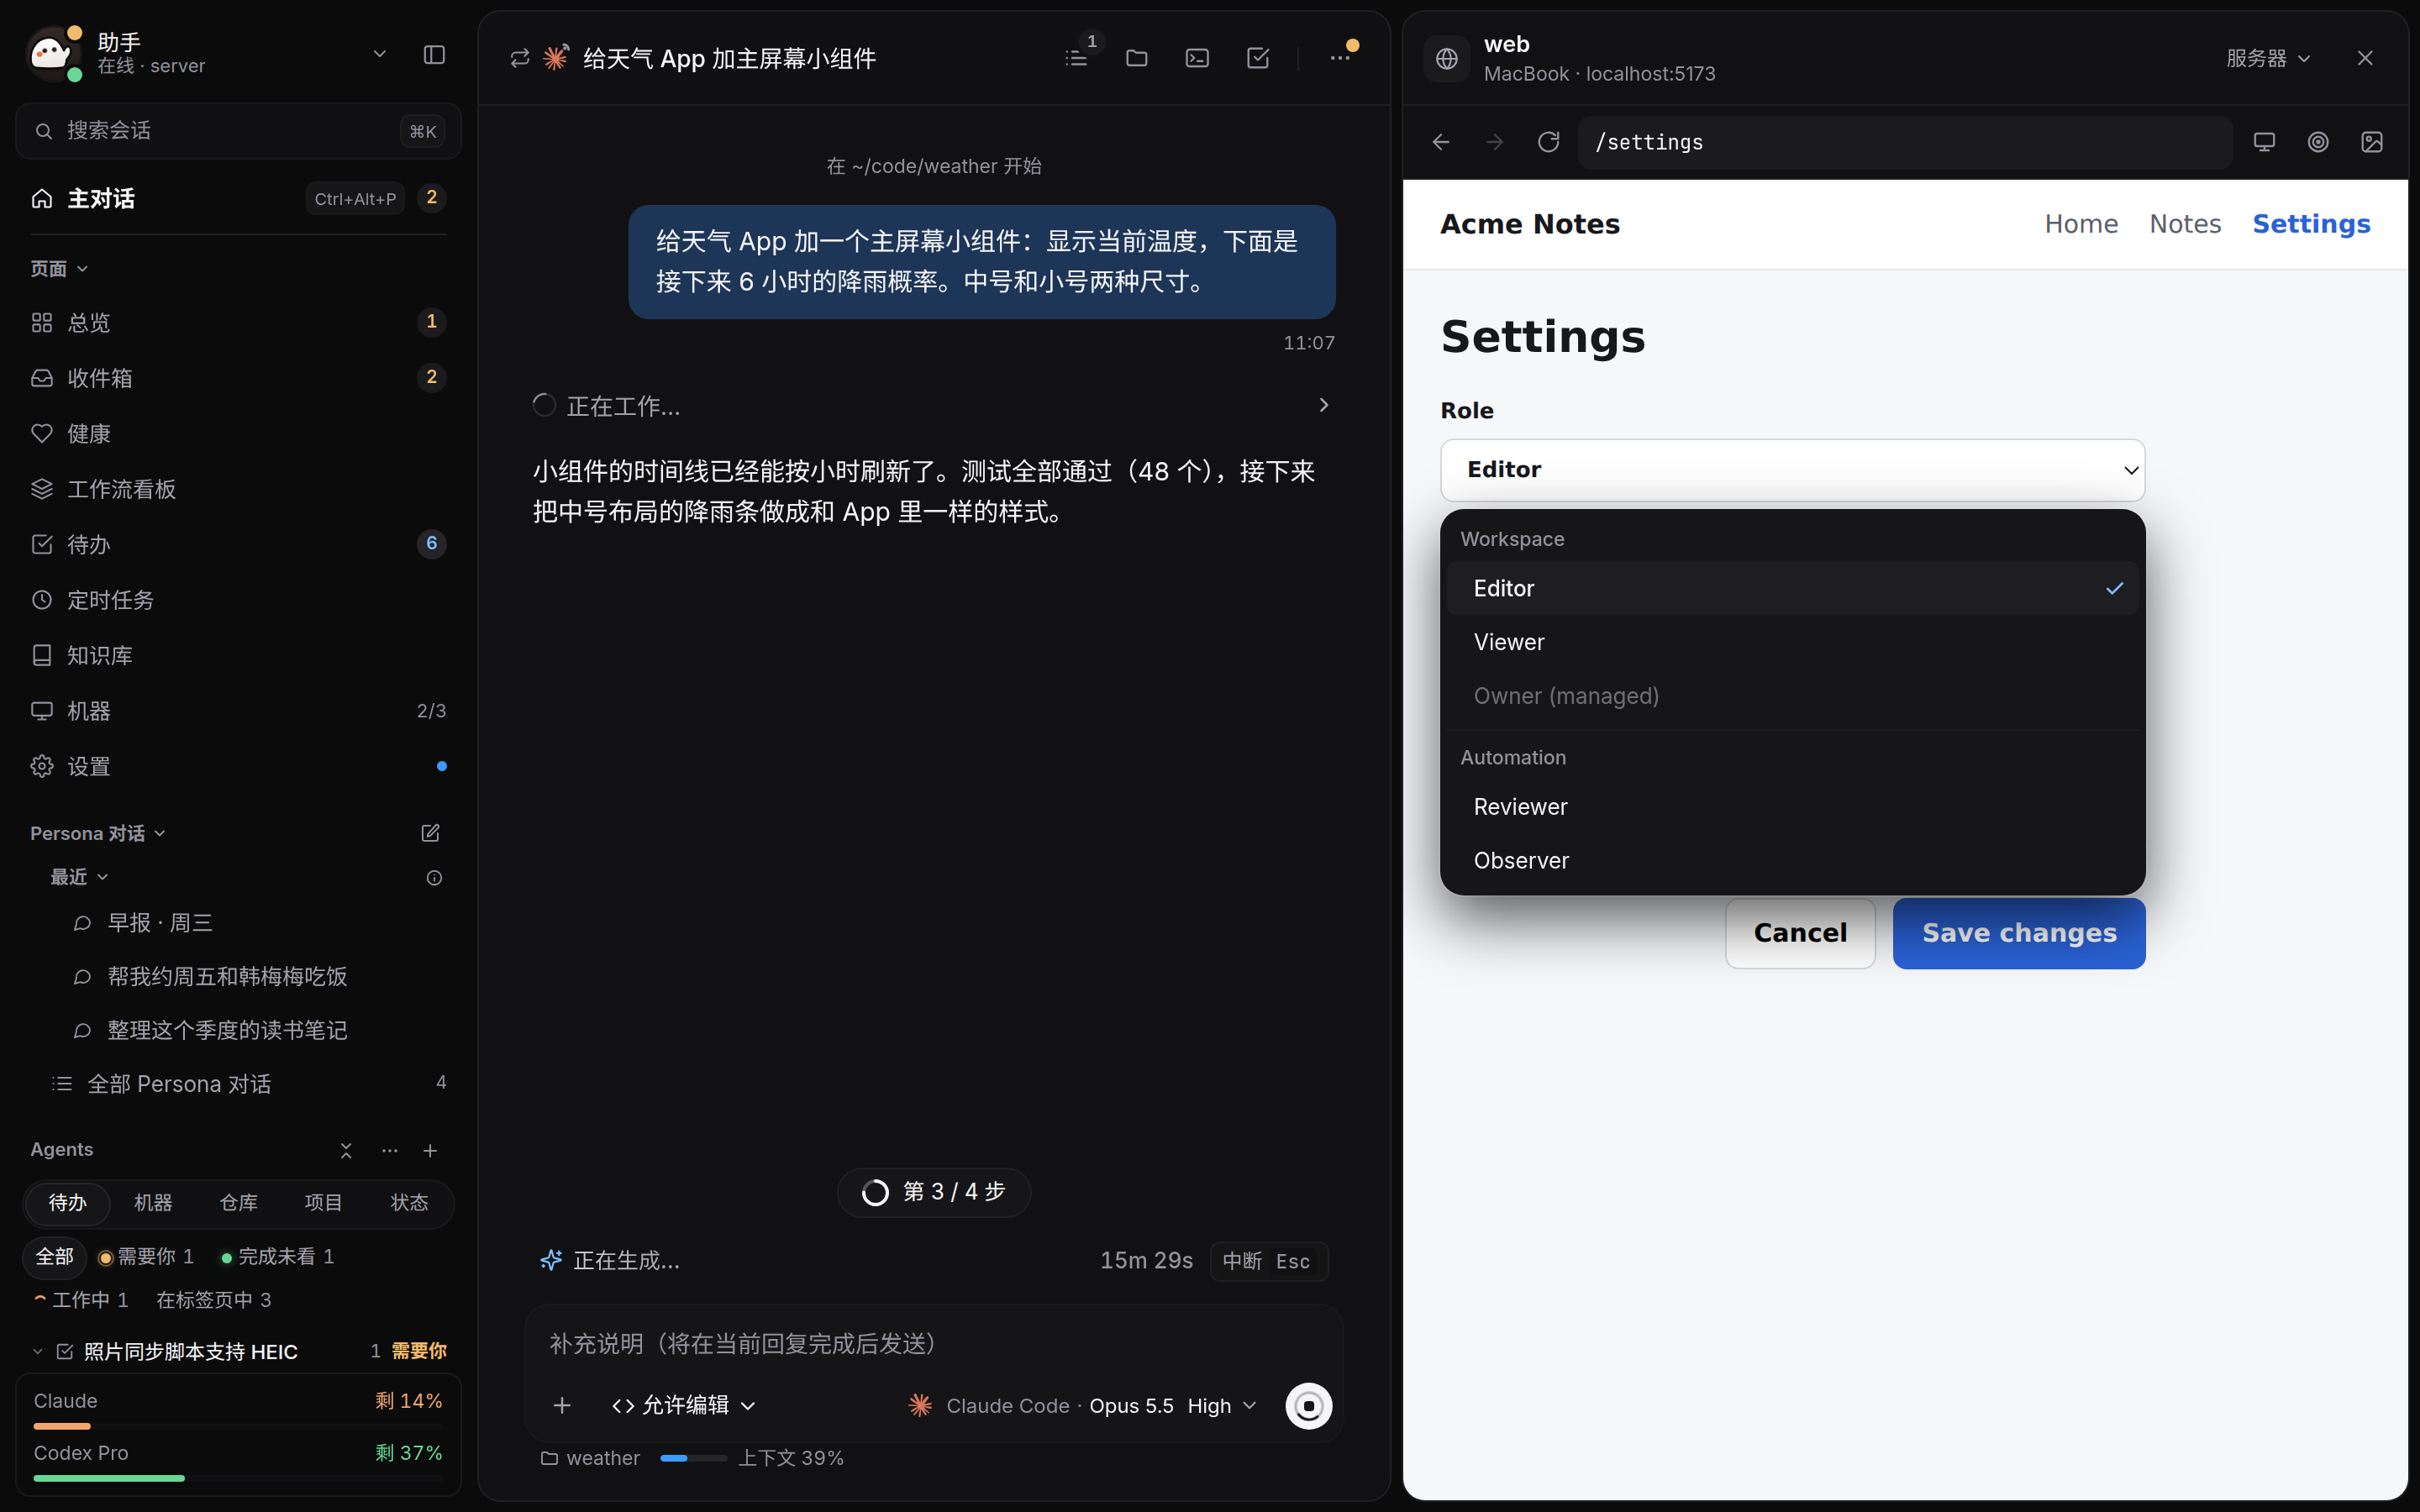 助手
在线 · server
搜索会话 ⌘K
主对话 Ctrl+Alt+P 2
页面
总览 1
收件箱 2
健康
工作流看板
待办 6
定时任务
知识库
机器 2/3
设置
Persona 对话
最近
早报 · 周三
帮我约周五和韩梅梅吃饭
整理这个季度的读书笔记
全部 Persona 对话 4
Agents
待办 机器 仓库 项目 状态
全部 需要你 1 完成未看 1
工作中 1 在标签页中 3
照片同步脚本支持 HEIC 1 需要你
Claude 剩 14%
Codex Pro 剩 37%
给天气 App 加主屏幕小组件 1
在 ~/code/weather 开始
给天气 App 加一个主屏幕小组件：显示当前温度，下面是
接下来 6 小时的降雨概率。中号和小号两种尺寸。
11:07
正在工作...
小组件的时间线已经能按小时刷新了。测试全部通过（48 个），接下来
把中号布局的降雨条做成和 App 里一样的样式。
第 3 / 4 步
正在生成... 15m 29s 中断 Esc
补充说明（将在当前回复完成后发送）
允许编辑 Claude Code · Opus 5.5 High
weather 上下文 39%
web
MacBook · localhost:5173
服务器
/settings
Acme Notes Home Notes Settings
Settings
Role
Editor
Workspace
Editor
Viewer
Owner (managed)
Automation
Reviewer
Observer
Cancel Save changes